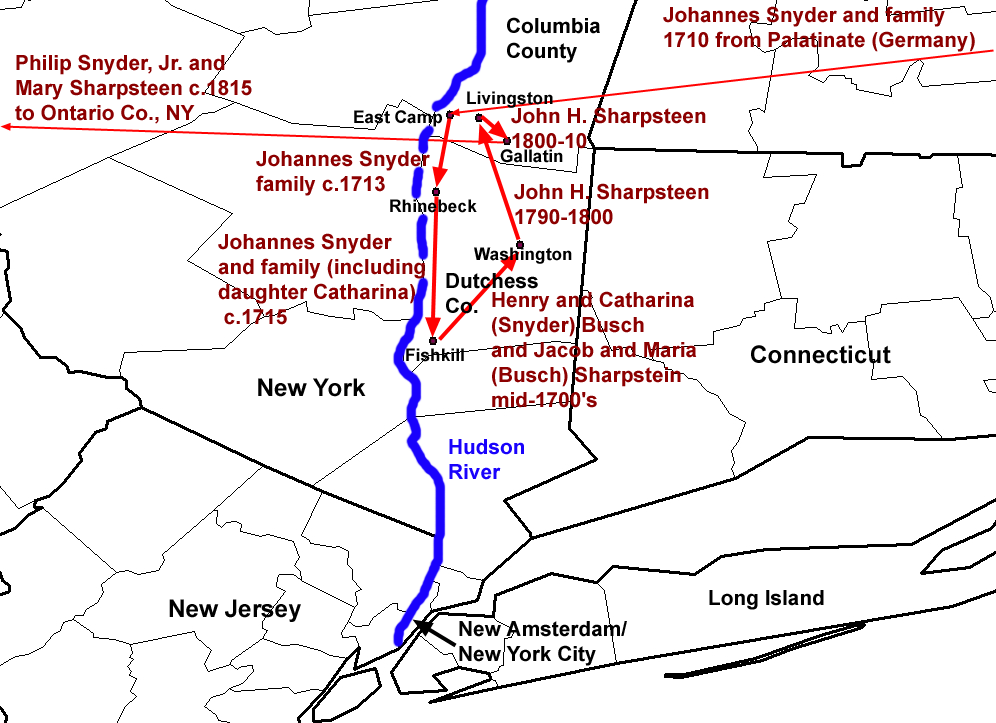 Columbia
County
Johannes Snyder and family
1710 from Palatinate (Germany)
Philip Snyder, Jr. and
Mary Sharpsteen c.1815
to Ontario Co., NY
Livingston
East Camp
John H. Sharpsteen
1800-10
Gallatin
Johannes Snyder
family c.1713
Rhinebeck
John H. Sharpsteen
1790-1800
Washington
Johannes Snyder
and family (including
daughter Catharina)
c.1715
Dutchess
Co.
Henry and Catharina
(Snyder) Busch
and Jacob and Maria
(Busch) Sharpstein
mid-1700's
Fishkill
Connecticut
New York
Hudson
River
New Jersey
Long Island
New Amsterdam/
New York City